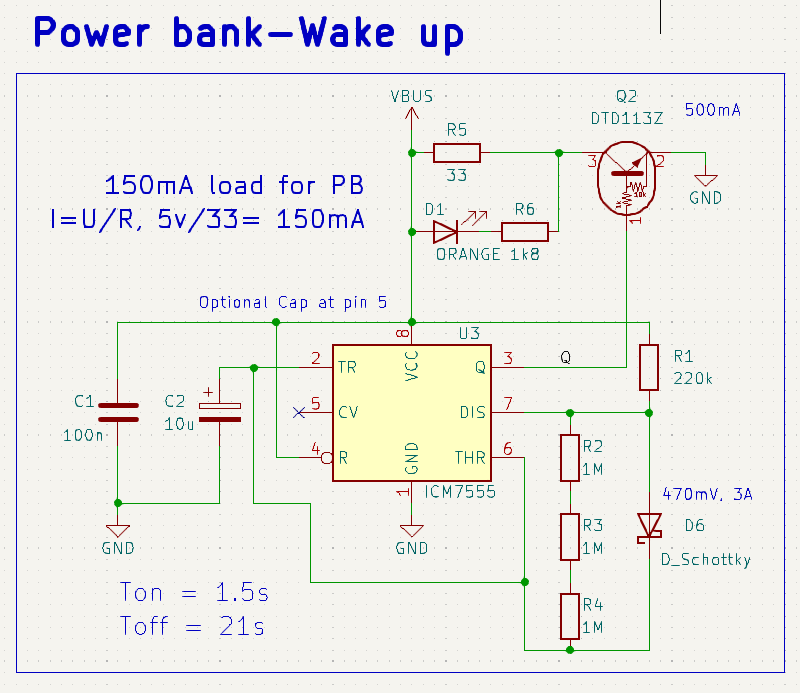 Power bank-Wake up
VBUS
Q2
DTD113Z
500mA
R5
33
3
2
1k
10k
1
GND
150mA load for PB
I=U/R, 5v/33= 150mA
D1
R6
ORANGE
1k8
Optional Cap at pin 5
8
U3
2
TR
VCC
Q
3
Q
R1
220k
C1
100n
C2
+
10u
5
CV
DIS
7
4
R
GND
THR
6
R2
1M
1
ICM7555
470mV, 3A
D6
D_Schottky
R3
1M
GND
GND
Ton = 1.5s
Toff = 21s
R4
1M